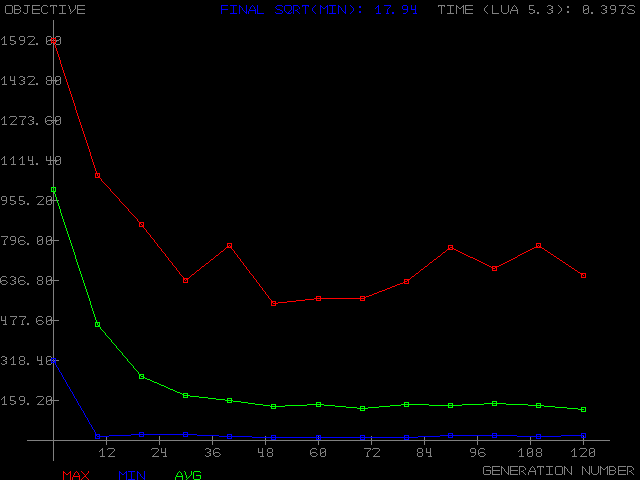 OBJECTIVE FINAL SQRT(MIN): 17.94 TIME (LUA 5.3): 0.397S
1592.00
1432.80
1273.60
1114.40
955.20
796.00
636.80
477.60
318.40
159.20
12 24 36 48 60 72 84 96 108 120
GENERATION NUMBER
MAX MIN AVG